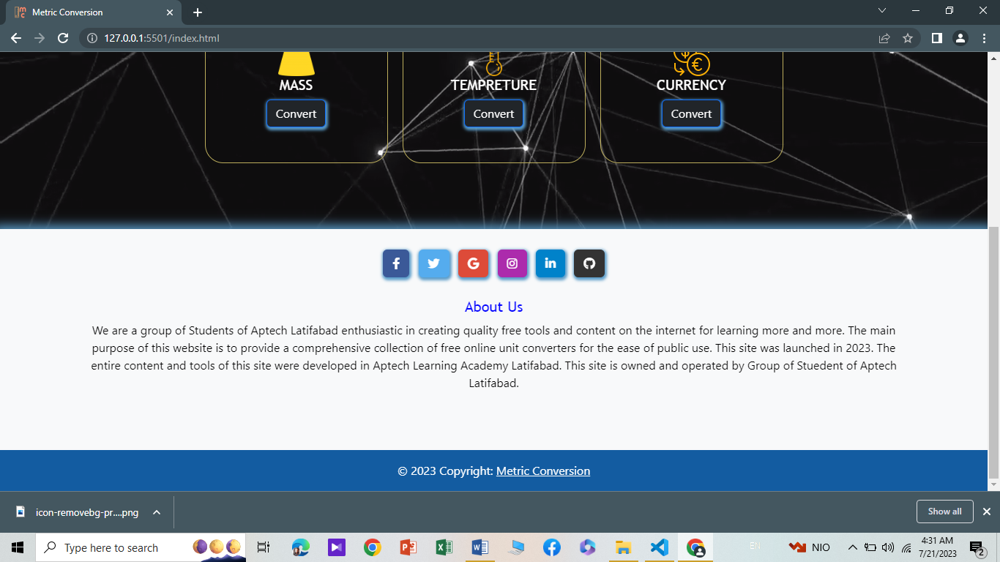 Metric Conversion
127.0.0.1:5501/index.html
MASS
TEMPRETURE
CURRENCY
Convert
Convert
Convert
About Us
We are a group of Students of Aptech Latifabad enthusiastic in creating quality free tools and content on the internet for learning more and more. The main
purpose of this website is to provide a comprehensive collection of free online unit converters for the ease of public use. This site was launched in 2023. The
entire content and tools of this site were developed in Aptech Learning Academy Latifabad. This site is owned and operated by Group of Stuedent of Aptech
Latifabad.
© 2023 Copyright: Metric Conversion
icon-removebg-pr....png
Show all
Type here to search
EN
NIO
4:31 AM
7/21/2023
2